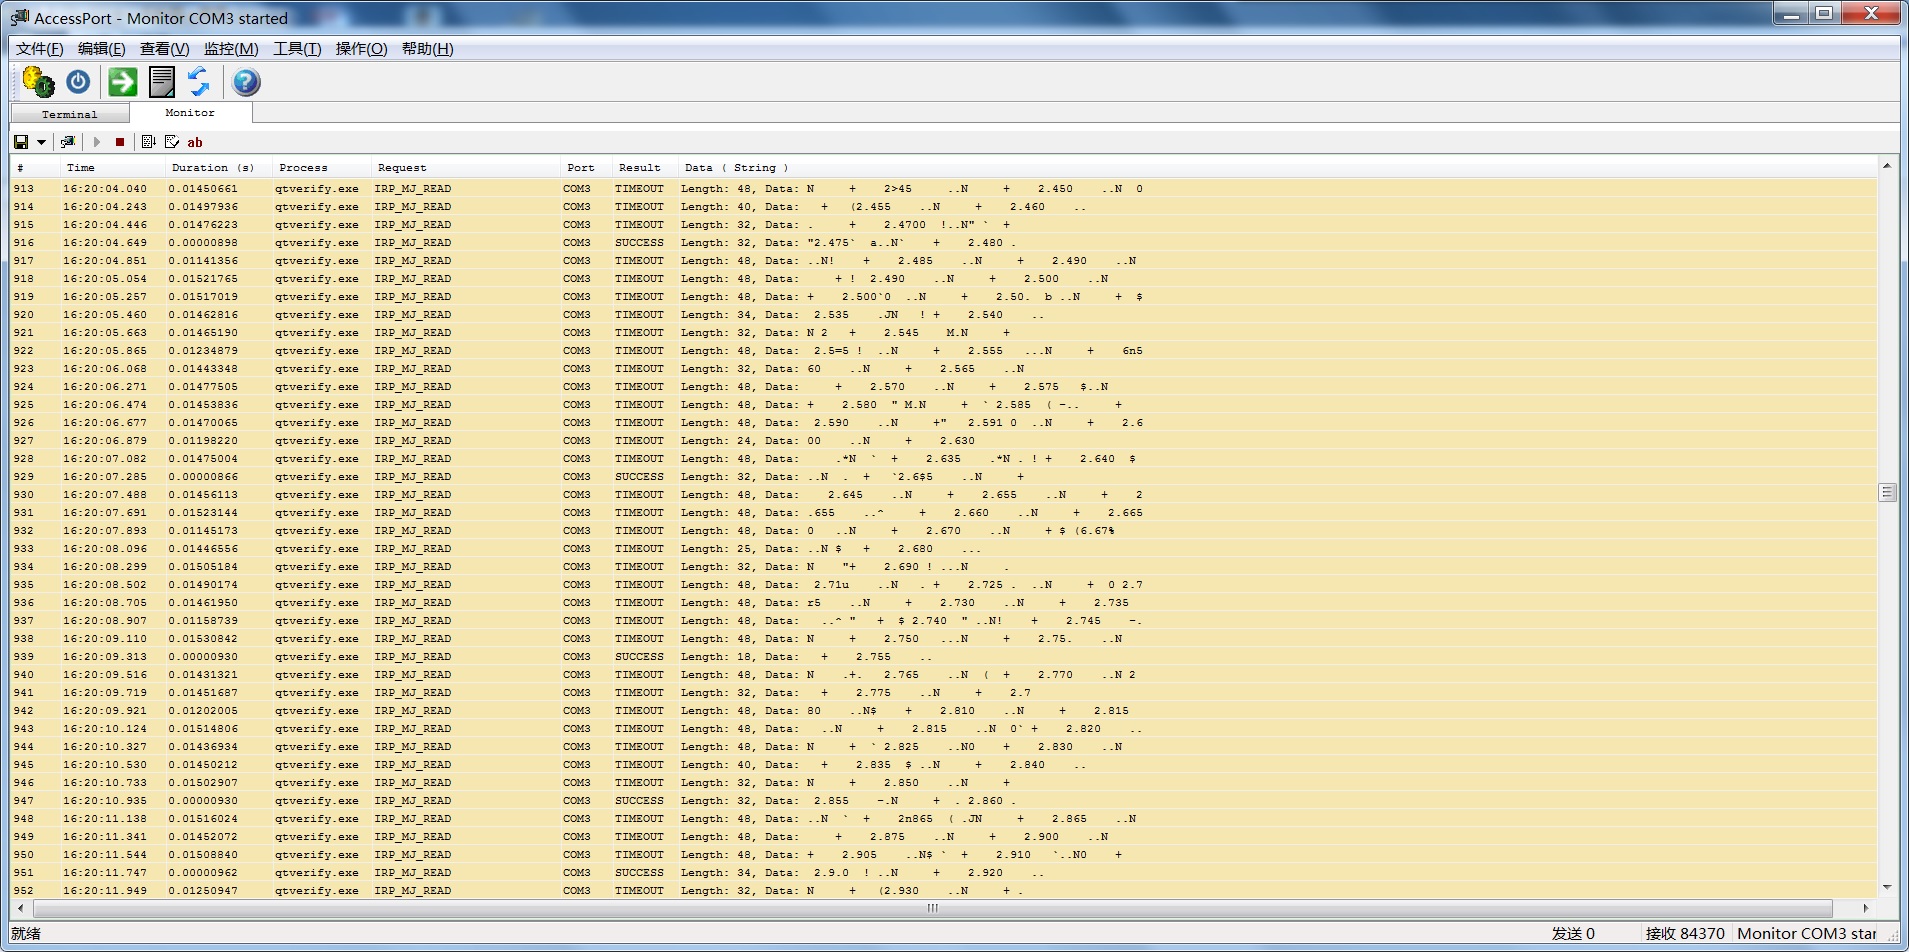 AccessPort - Monitor COM3 started
文件(F) 编辑(E) 查看(V) 监控(M) 工具(T) 操作(O) 帮助(H)
Terminal Monitor
ab
# Time Duration (s) Process Request Port Result Data ( String )
913 16:20:04.040 0.01450661 qtverify.exe IRP_MJ_READ COM3 TIMEOUT Length: 48, Data: N + 2>45 ..N + 2.450 ..N 0
914 16:20:04.243 0.01497936 qtverify.exe IRP_MJ_READ COM3 TIMEOUT Length: 40, Data: + (2.455 ..N + 2.460 ..
915 16:20:04.446 0.01476223 qtverify.exe IRP_MJ_READ COM3 TIMEOUT Length: 32, Data: . + 2.4700 !..N" ` +
916 16:20:04.649 0.00000898 qtverify.exe IRP_MJ_READ COM3 SUCCESS Length: 32, Data: "2.475` a..N` + 2.480 .
917 16:20:04.851 0.01141356 qtverify.exe IRP_MJ_READ COM3 TIMEOUT Length: 48, Data: ..N! + 2.485 ..N + 2.490 ..N
918 16:20:05.054 0.01521765 qtverify.exe IRP_MJ_READ COM3 TIMEOUT Length: 48, Data: + ! 2.490 ..N + 2.500 ..N
919 16:20:05.257 0.01517019 qtverify.exe IRP_MJ_READ COM3 TIMEOUT Length: 48, Data: + 2.500`0 ..N + 2.50. b ..N + $
920 16:20:05.460 0.01462816 qtverify.exe IRP_MJ_READ COM3 TIMEOUT Length: 34, Data: 2.535 .JN ! + 2.540 ..
921 16:20:05.663 0.01465190 qtverify.exe IRP_MJ_READ COM3 TIMEOUT Length: 32, Data: N 2 + 2.545 M.N +
922 16:20:05.865 0.01234879 qtverify.exe IRP_MJ_READ COM3 TIMEOUT Length: 48, Data: 2.5=5 ! ..N + 2.555 ...N + 6n5
923 16:20:06.068 0.01443348 qtverify.exe IRP_MJ_READ COM3 TIMEOUT Length: 32, Data: 60 ..N + 2.565 ..N
924 16:20:06.271 0.01477505 qtverify.exe IRP_MJ_READ COM3 TIMEOUT Length: 48, Data: + 2.570 ..N + 2.575 $..N
925 16:20:06.474 0.01453836 qtverify.exe IRP_MJ_READ COM3 TIMEOUT Length: 48, Data: + 2.580 " M.N + ` 2.585 ( -.. +
926 16:20:06.677 0.01470065 qtverify.exe IRP_MJ_READ COM3 TIMEOUT Length: 48, Data: 2.590 ..N +" 2.591 0 ..N + 2.6
927 16:20:06.879 0.01198220 qtverify.exe IRP_MJ_READ COM3 TIMEOUT Length: 24, Data: 00 ..N + 2.630
928 16:20:07.082 0.01475004 qtverify.exe IRP_MJ_READ COM3 TIMEOUT Length: 48, Data: .*N ` + 2.635 .*N . ! + 2.640 $
929 16:20:07.285 0.00000866 qtverify.exe IRP_MJ_READ COM3 SUCCESS Length: 32, Data: ..N . + `2.6$5 ..N +
930 16:20:07.488 0.01456113 qtverify.exe IRP_MJ_READ COM3 TIMEOUT Length: 48, Data: 2.645 ..N + 2.655 ..N + 2
931 16:20:07.691 0.01523144 qtverify.exe IRP_MJ_READ COM3 TIMEOUT Length: 48, Data: .655 ..^ + 2.660 ..N + 2.665
932 16:20:07.893 0.01145173 qtverify.exe IRP_MJ_READ COM3 TIMEOUT Length: 48, Data: 0 ..N + 2.670 ..N + $ (6.67%
933 16:20:08.096 0.01446556 qtverify.exe IRP_MJ_READ COM3 TIMEOUT Length: 25, Data: ..N $ + 2.680 ...
934 16:20:08.299 0.01505184 qtverify.exe IRP_MJ_READ COM3 TIMEOUT Length: 32, Data: N "+ 2.690 ! ...N .
935 16:20:08.502 0.01490174 qtverify.exe IRP_MJ_READ COM3 TIMEOUT Length: 48, Data: 2.71u ..N . + 2.725 . ..N + 0 2.7
936 16:20:08.705 0.01461950 qtverify.exe IRP_MJ_READ COM3 TIMEOUT Length: 48, Data: r5 ..N + 2.730 ..N + 2.735
937 16:20:08.907 0.01158739 qtverify.exe IRP_MJ_READ COM3 TIMEOUT Length: 48, Data: ..^ " + $ 2.740 " ..N! + 2.745 -.
938 16:20:09.110 0.01530842 qtverify.exe IRP_MJ_READ COM3 TIMEOUT Length: 48, Data: N + 2.750 ...N + 2.75. ..N
939 16:20:09.313 0.00000930 qtverify.exe IRP_MJ_READ COM3 SUCCESS Length: 18, Data: + 2.755 ..
940 16:20:09.516 0.01431321 qtverify.exe IRP_MJ_READ COM3 TIMEOUT Length: 48, Data: N .+. 2.765 ..N ( + 2.770 ..N 2
941 16:20:09.719 0.01451687 qtverify.exe IRP_MJ_READ COM3 TIMEOUT Length: 32, Data: + 2.775 ..N + 2.7
942 16:20:09.921 0.01202005 qtverify.exe IRP_MJ_READ COM3 TIMEOUT Length: 48, Data: 80 ..N$ + 2.810 ..N + 2.815
943 16:20:10.124 0.01514806 qtverify.exe IRP_MJ_READ COM3 TIMEOUT Length: 48, Data: ..N + 2.815 ..N 0` + 2.820 ..
944 16:20:10.327 0.01436934 qtverify.exe IRP_MJ_READ COM3 TIMEOUT Length: 48, Data: N + ` 2.825 ..N0 + 2.830 ..N
945 16:20:10.530 0.01450212 qtverify.exe IRP_MJ_READ COM3 TIMEOUT Length: 40, Data: + 2.835 $ ..N + 2.840 ..
946 16:20:10.733 0.01502907 qtverify.exe IRP_MJ_READ COM3 TIMEOUT Length: 32, Data: N + 2.850 ..N +
947 16:20:10.935 0.00000930 qtverify.exe IRP_MJ_READ COM3 SUCCESS Length: 32, Data: 2.855 -.N + . 2.860 .
948 16:20:11.138 0.01516024 qtverify.exe IRP_MJ_READ COM3 TIMEOUT Length: 48, Data: ..N ` + 2n865 ( .JN + 2.865 ..N
949 16:20:11.341 0.01452072 qtverify.exe IRP_MJ_READ COM3 TIMEOUT Length: 48, Data: + 2.875 ..N + 2.900 ..N
950 16:20:11.544 0.01508840 qtverify.exe IRP_MJ_READ COM3 TIMEOUT Length: 48, Data: + 2.905 ..N$ ` + 2.910 `..N0 +
951 16:20:11.747 0.00000962 qtverify.exe IRP_MJ_READ COM3 SUCCESS Length: 34, Data: 2.9.0 ! ..N + 2.920 ..
952 16:20:11.949 0.01250947 qtverify.exe IRP_MJ_READ COM3 TIMEOUT Length: 32, Data: N + (2.930 ..N + .
就绪 发送 0 接收 84370 Monitor COM3 star